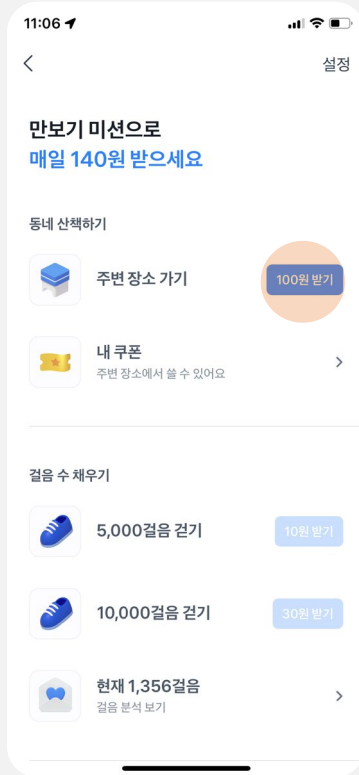 11:06
설정
만보기 미션으로
매일 140원 받으세요
동네 산책하기
주변 장소 가기
100원 받기
내 쿠폰
주변 장소에서 쓸 수 있어요
걸음 수 채우기
5,000걸음 걷기
10원 받기
10,000걸음 걷기
30원 받기
현재 1,356걸음
걸음 분석 보기